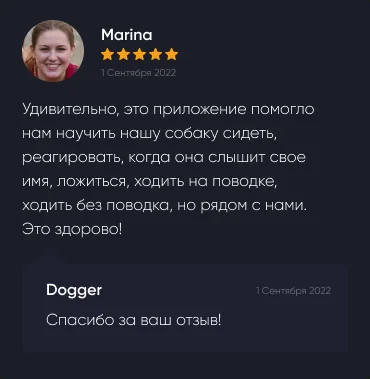 Marina
1 Сентября 2022
Удивительно, это приложение помогло
нам научить нашу собаку сидеть,
реагировать, когда она слышит свое
имя, ложиться, ходить на поводке,
ходить без поводка, но рядом с нами.
Это здорово!
Dogger 1 Сентября 2022
Спасибо за ваш отзыв!